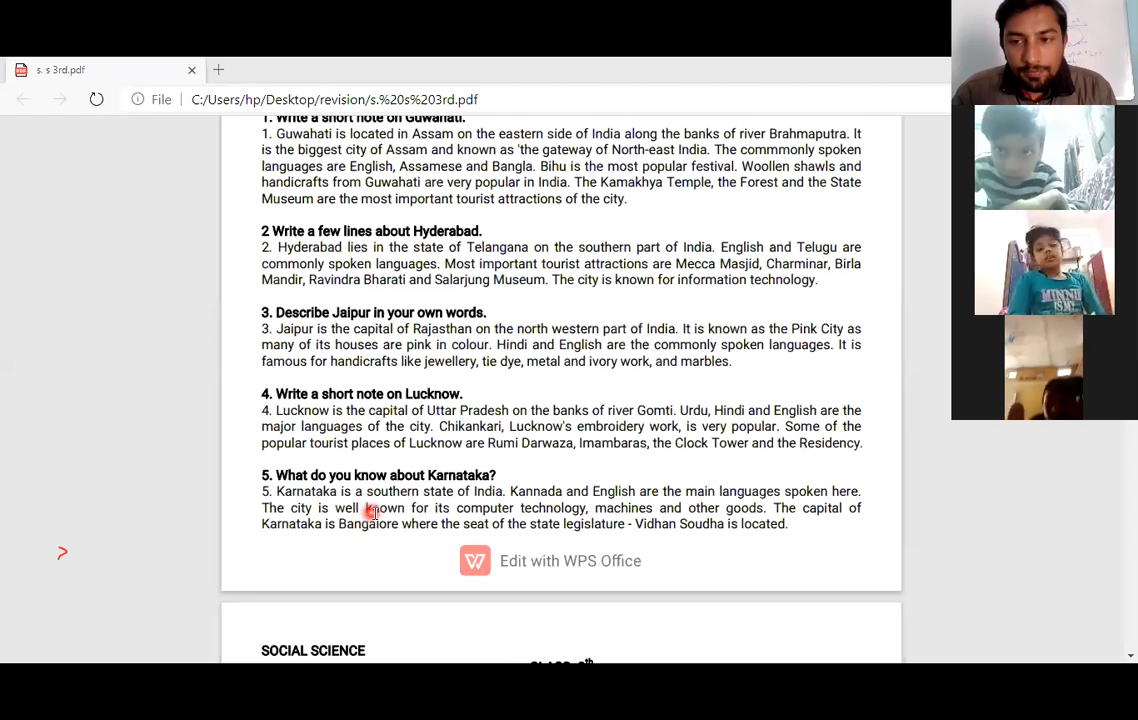 s. s 3rd.pdf
File
C:/Users/hp/Desktop/revision/s.%20s%203rd.pdf
1. Write a short note on Guwahati.
1. Guwahati is located in Assam on the eastern side of India along the banks of river Brahmaputra. It
is the biggest city of Assam and known as 'the gateway of North-east India. The commmonly spoken
languages are English, Assamese and Bangla. Bihu is the most popular festival. Woollen shawls and
handicrafts from Guwahati are very popular in India. The Kamakhya Temple, the Forest and the State
Museum are the most important tourist attractions of the city.
2 Write a few lines about Hyderabad.
2. Hyderabad lies in the state of Telangana on the southern part of India. English and Telugu are
commonly spoken languages. Most important tourist attractions are Mecca Masjid, Charminar, Birla
Mandir, Ravindra Bharati and Salarjung Museum. The city is known for information technology.
3. Describe Jaipur in your own words.
3. Jaipur is the capital of Rajasthan on the north western part of India. It is known as the Pink City as
many of its houses are pink in colour. Hindi and English are the commonly spoken languages. It is
famous for handicrafts like jewellery, tie dye, metal and ivory work, and marbles.
4. Write a short note on Lucknow.
4. Lucknow is the capital of Uttar Pradesh on the banks of river Gomti. Urdu, Hindi and English are the
major languages of the city. Chikankari, Lucknow's embroidery work, is very popular. Some of the
popular tourist places of Lucknow are Rumi Darwaza, Imambaras, the Clock Tower and the Residency.
5. What do you know about Karnataka?
5. Karnataka is a southern state of India. Kannada and English are the main languages spoken here.
The city is well known for its computer technology, machines and other goods. The capital of
Karnataka is Bangalore where the seat of the state legislature - Vidhan Soudha is located.
Edit with WPS Office
SOCIAL SCIENCE